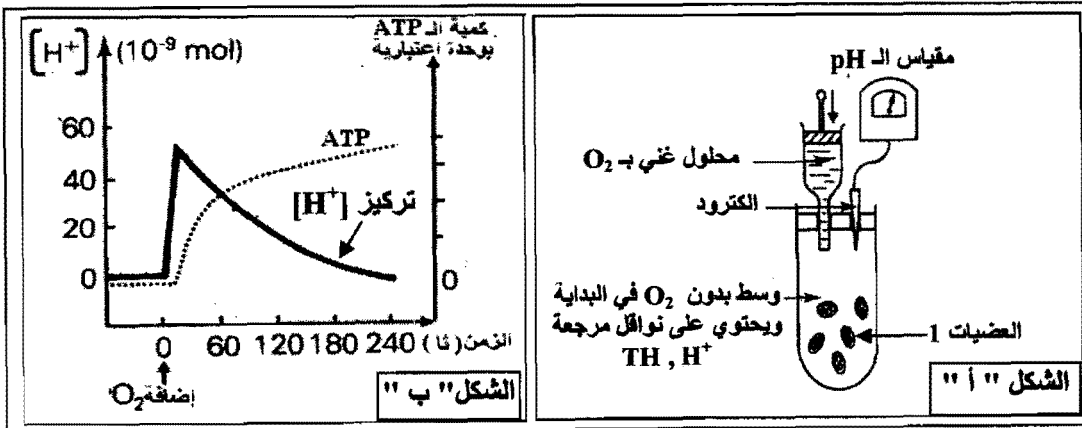 [H⁺] (10⁻⁹ mol)
كمية الـ ATP
بوحدة إعتبارية
60
40
20
0
0
ATP
تركيز [H⁺]
0 60 120 180 240 الزمن (ثا)
إضافة O₂
الشكل" ب "
مقياس الـ pH
محلول غني بـ O₂
الكترود
وسط بدون O₂ في البداية
ويحتوي على نواقل مرجعة
TH , H⁺
العضيات 1
الشكل " أ "